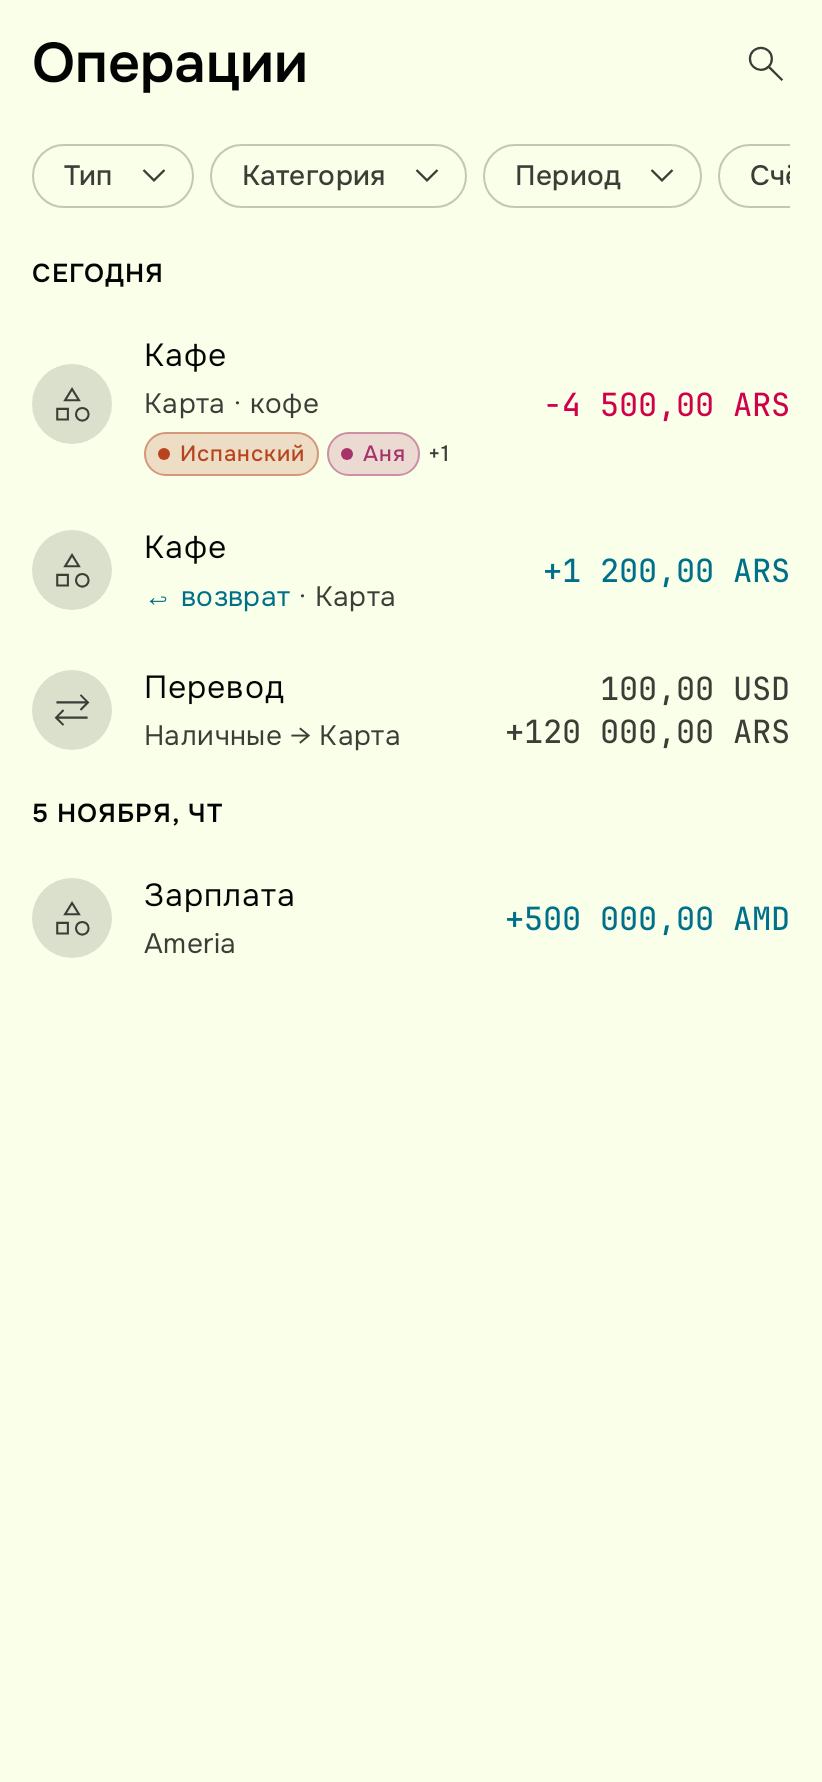 Операции
Тип
Категория
Период
Счё
СЕГОДНЯ
Кафе
Карта · кофе
-4 500,00 ARS
Испанский
Аня
+1
Кафе
↩ возврат · Карта
+1 200,00 ARS
Перевод
Наличные → Карта
100,00 USD
+120 000,00 ARS
5 НОЯБРЯ, ЧТ
Зарплата
Ameria
+500 000,00 AMD